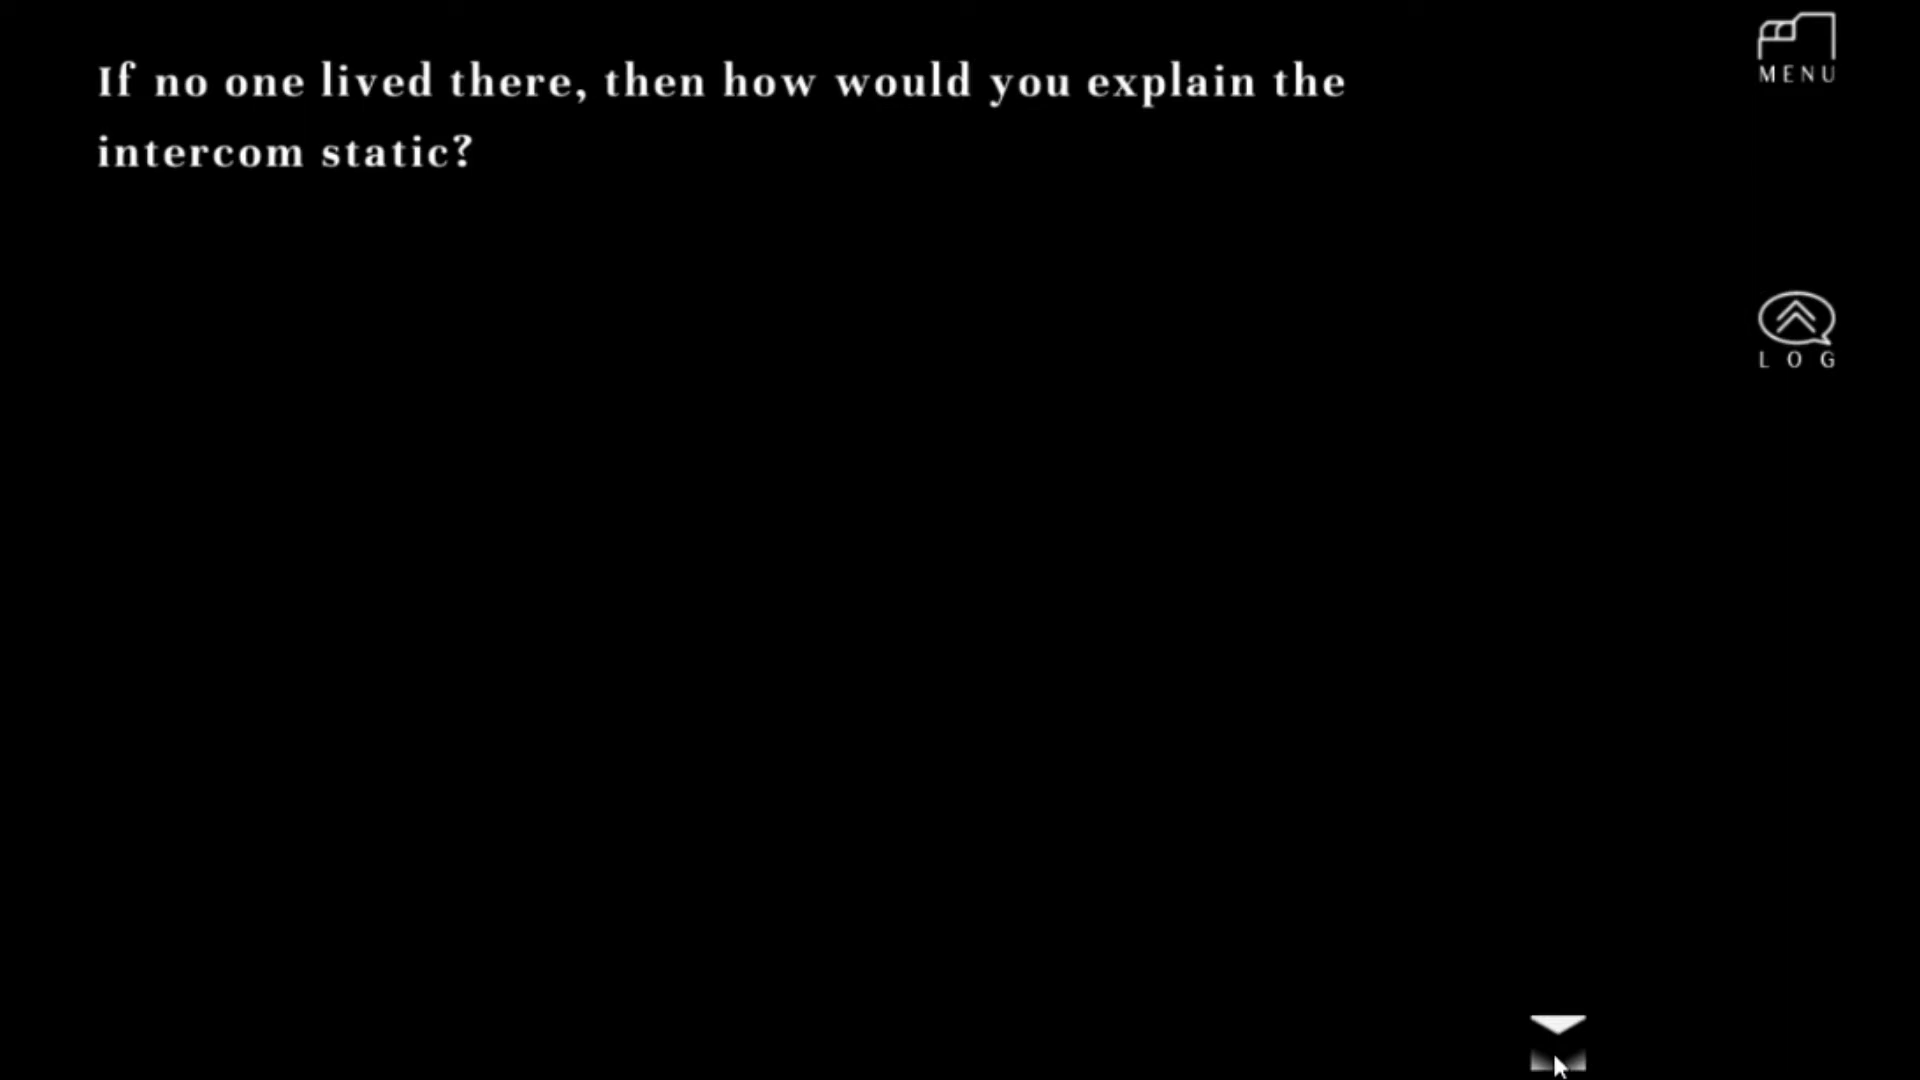 If no one lived there, then how would you explain the
intercom static?
MENU
LOG